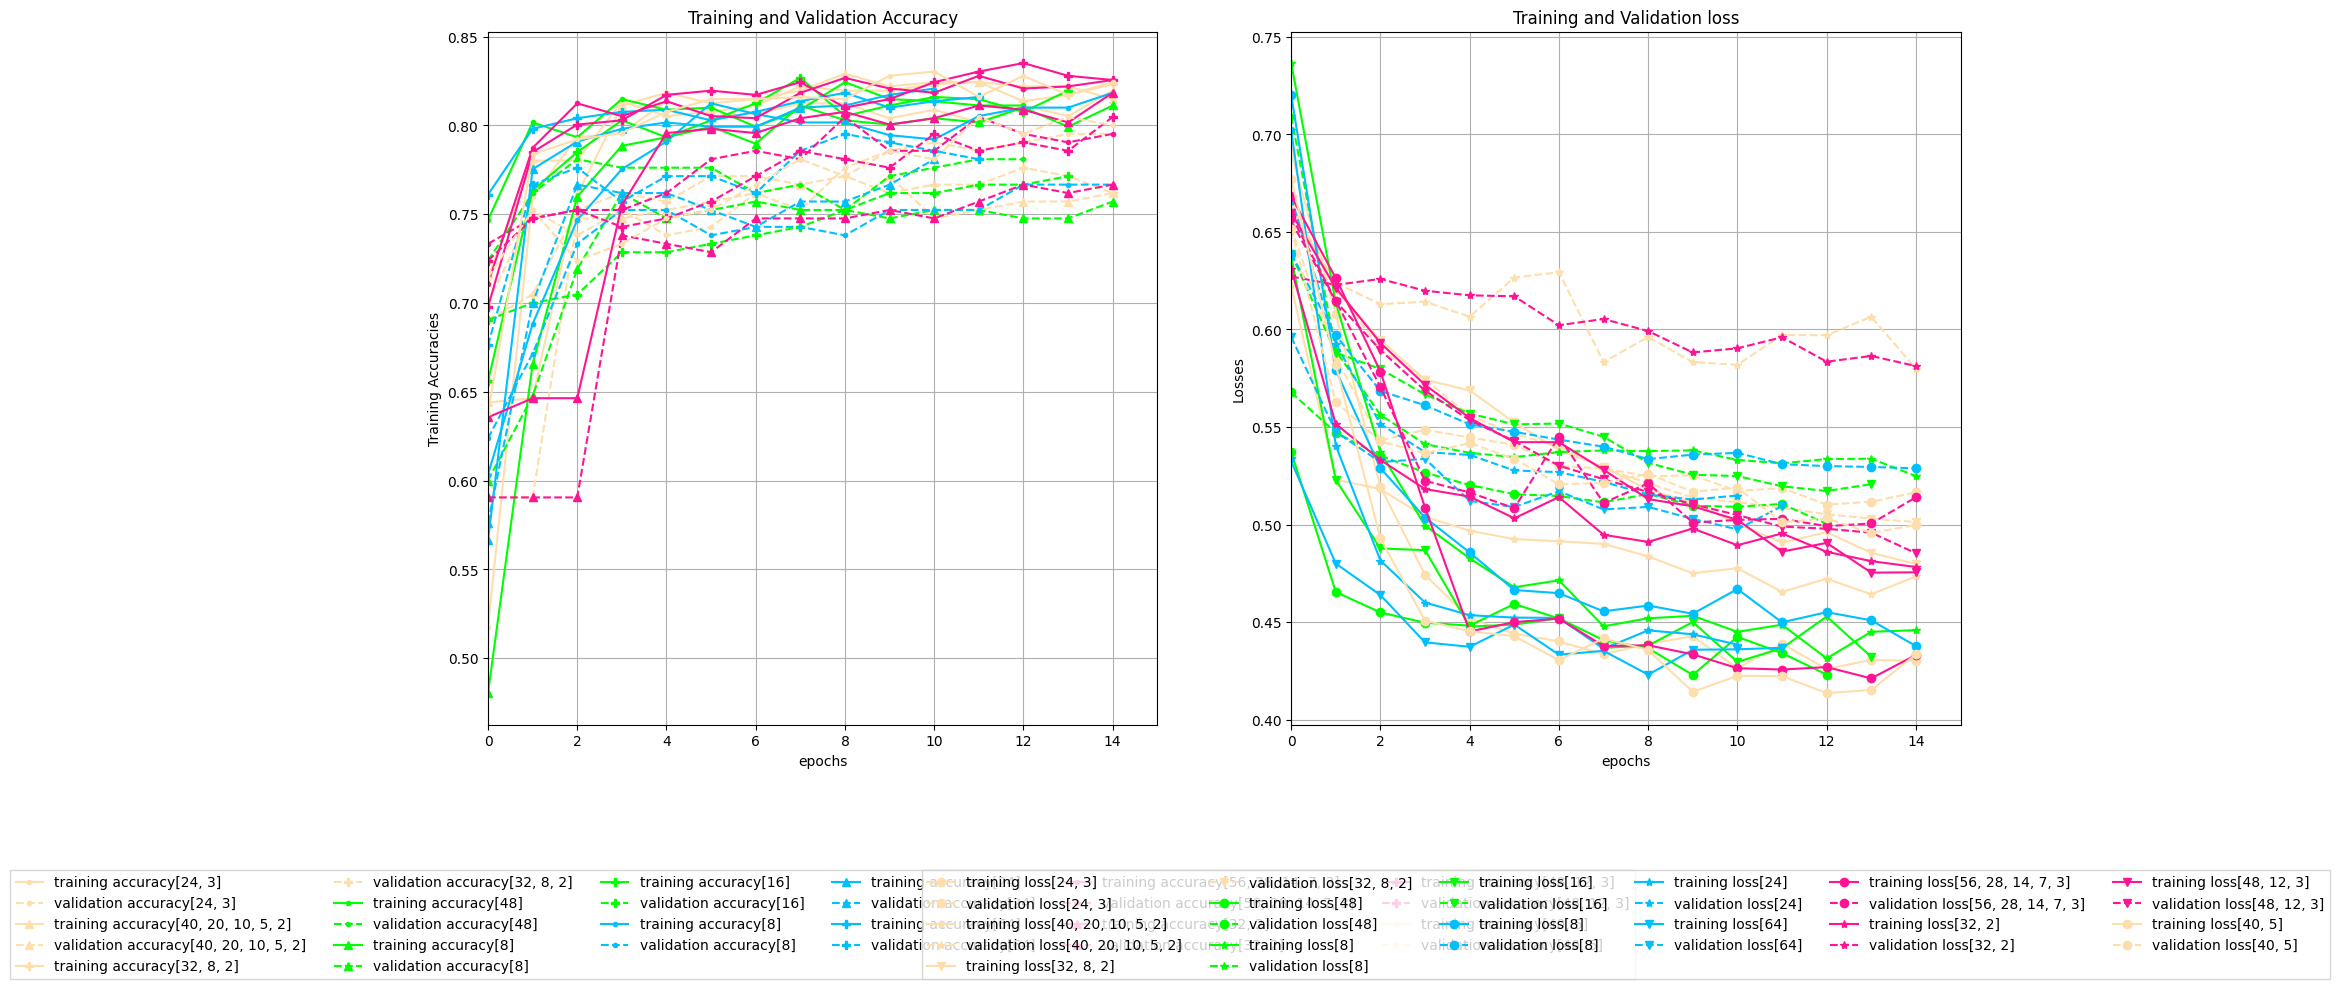 Training and Validation Accuracy
0.85
0.80
0.75
0.70
0.65
0.60
0.55
0.50
Training Accuracies
0 2 4 6 8 10 12 14
epochs
Training and Validation loss
0.75
0.70
0.65
0.60
0.55
0.50
0.45
0.40
Losses
0 2 4 6 8 10 12 14
epochs
training accuracy[24, 3]
validation accuracy[24, 3]
training accuracy[40, 20, 10, 5, 2]
validation accuracy[40, 20, 10, 5, 2]
training accuracy[32, 8, 2]
validation accuracy[32, 8, 2]
training accuracy[48]
validation accuracy[48]
training accuracy[8]
validation accuracy[8]
training accuracy[16]
validation accuracy[16]
training accuracy[8]
validation accuracy[8]
training loss[24, 3]
validation loss[24, 3]
training loss[40, 20, 10, 5, 2]
validation loss[40, 20, 10, 5, 2]
training loss[32, 8, 2]
validation loss[32, 8, 2]
training loss[48]
validation loss[48]
training loss[8]
validation loss[8]
training loss[16]
validation loss[16]
training loss[8]
validation loss[8]
training loss[24]
validation loss[24]
training loss[64]
validation loss[64]
training loss[56, 28, 14, 7, 3]
validation loss[56, 28, 14, 7, 3]
training loss[32, 2]
validation loss[32, 2]
training loss[48, 12, 3]
validation loss[48, 12, 3]
training loss[40, 5]
validation loss[40, 5]